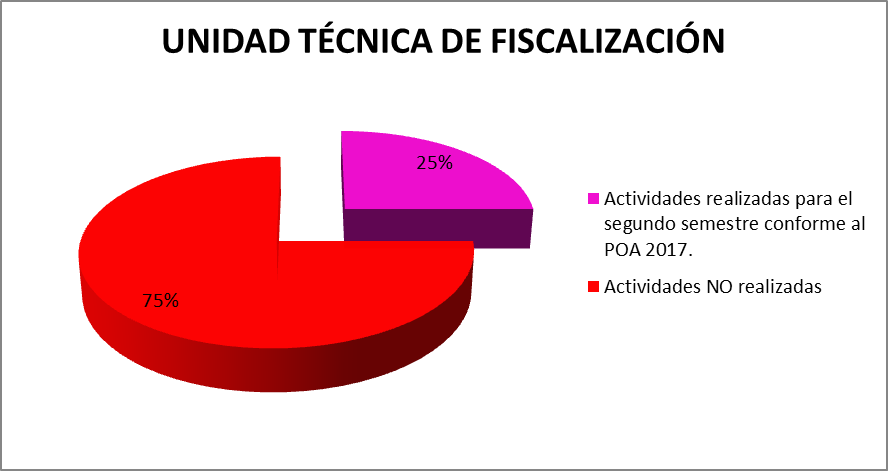 UNIDAD TÉCNICA DE FISCALIZACIÓN
25%
75%
Actividades realizadas para el
segundo semestre conforme al
POA 2017.
Actividades NO realizadas